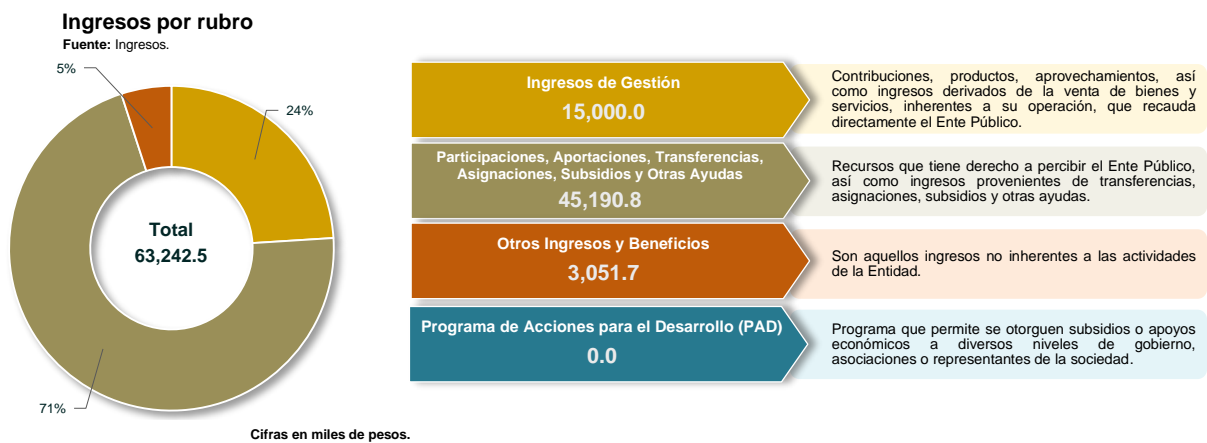 Ingresos por rubro
Fuente: Ingresos.
5%
24%
Total
63,242.5
71%
Ingresos de Gestión
15,000.0
Contribuciones, productos, aprovechamientos, así
como ingresos derivados de la venta de bienes y
servicios, inherentes a su operación, que recauda
directamente el Ente Público.
Participaciones, Aportaciones, Transferencias,
Asignaciones, Subsidios y Otras Ayudas
45,190.8
Recursos que tiene derecho a percibir el Ente Público,
así como ingresos provenientes de transferencias,
asignaciones, subsidios y otras ayudas.
Otros Ingresos y Beneficios
3,051.7
Son aquellos ingresos no inherentes a las actividades
de la Entidad.
Programa de Acciones para el Desarrollo (PAD)
0.0
Programa que permite se otorguen subsidios o apoyos
económicos a diversos niveles de gobierno,
asociaciones o representantes de la sociedad.
Cifras en miles de pesos.